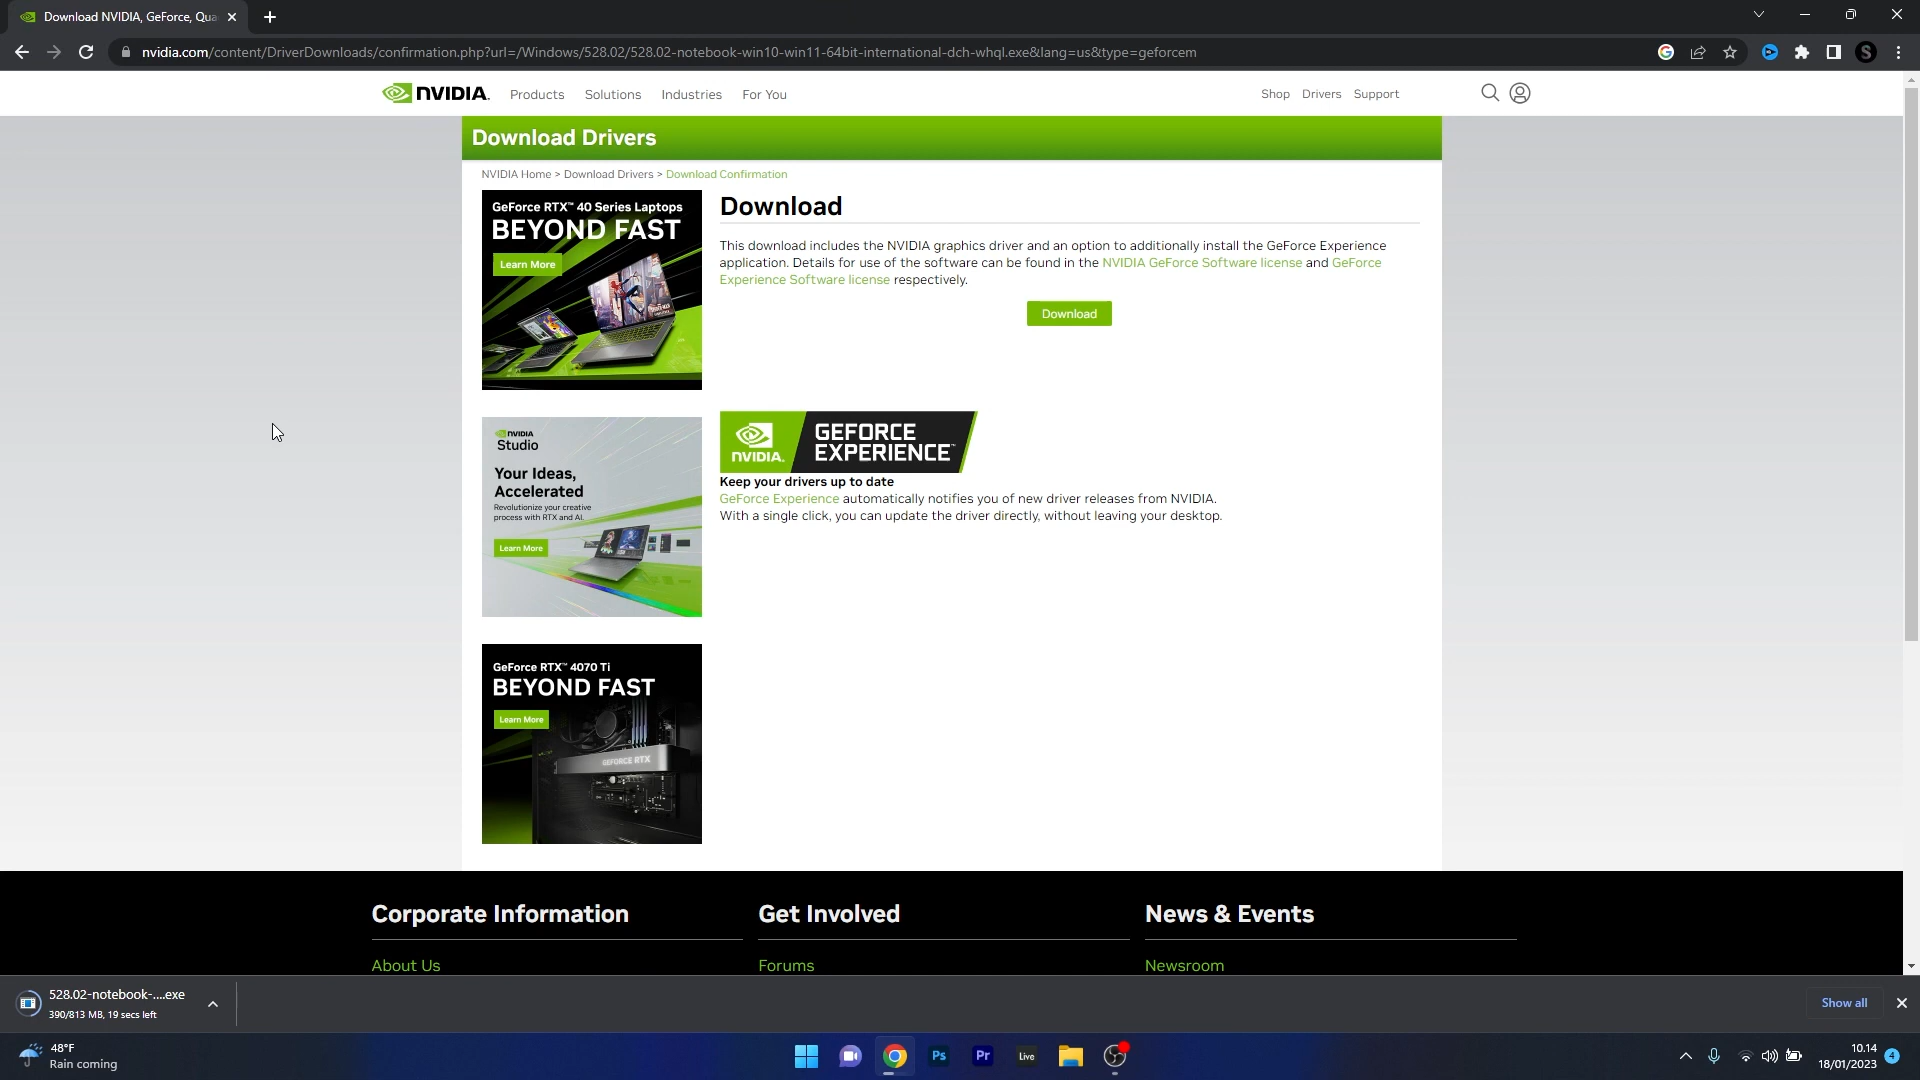 Download NVIDIA, GeForce, Qua
nvidia.com/content/DriverDownloads/confirmation.php?url=/Windows/528.02/528.02-notebook-win10-win11-64bit-international-dch-whql.exe&lang=us&type=geforcem
S
NVIDIA.
Products
Solutions
Industries
For You
Shop
Drivers
Support
Download Drivers
NVIDIA Home > Download Drivers > Download Confirmation
GeForce RTX™ 40 Series Laptops
BEYOND FAST
Learn More
Download
This download includes the NVIDIA graphics driver and an option to additionally install the GeForce Experience
application. Details for use of the software can be found in the NVIDIA GeForce Software license and GeForce
Experience Software license respectively.
Download
NVIDIA
Studio
Your Ideas,
Accelerated
Revolutionize your creative
process with RTX and AI.
Learn More
NVIDIA.
GEFORCE
EXPERIENCE™
Keep your drivers up to date
GeForce Experience automatically notifies you of new driver releases from NVIDIA.
With a single click, you can update the driver directly, without leaving your desktop.
GeForce RTX™ 4070 Ti
BEYOND FAST
Learn More
GEFORCE RTX
Corporate Information
Get Involved
News & Events
About Us
Forums
Newsroom
528.02-notebook-....exe
390/813 MB, 19 secs left
Show all
48°F
Rain coming
Ps
Pr
Live
10.14
18/01/2023
4